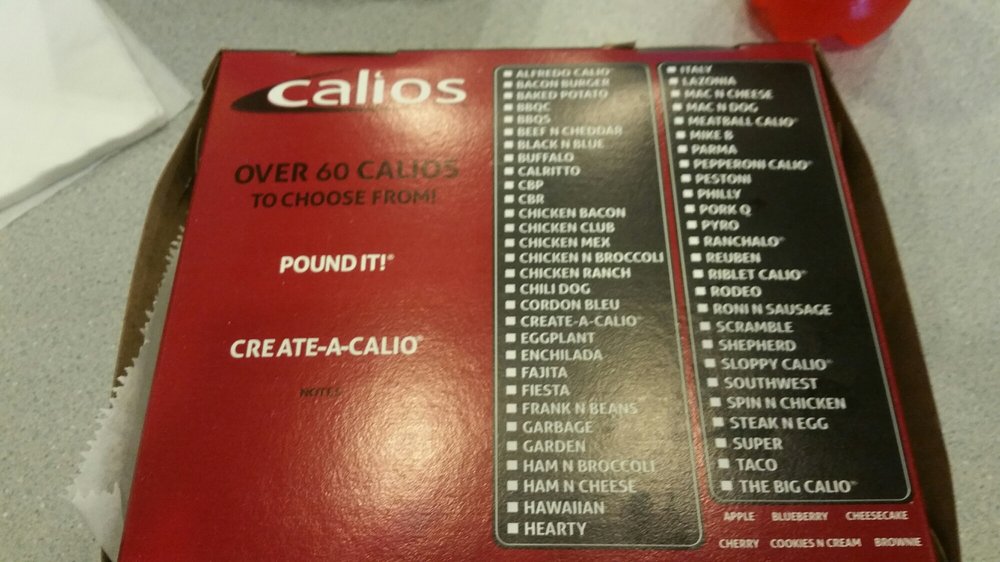 calios
OVER 60 CALIOS
TO CHOOSE FROM!
POUND IT!®
CREATE-A-CALIO®
NOTES
ALFREDO CALIO®
BACON BURGER
BAKED POTATO
BBQC
BBQS
BEEF N CHEDDAR
BLACK N BLUE
BUFFALO
CALRITTO
CBP
CBR
CHICKEN BACON
CHICKEN CLUB
CHICKEN MEX
CHICKEN N BROCCOLI
CHICKEN RANCH
CHILI DOG
CORDON BLEU
CREATE-A-CALIO®
EGGPLANT
ENCHILADA
FAJITA
FIESTA
FRANK N BEANS
GARBAGE
GARDEN
HAM N BROCCOLI
HAM N CHEESE
HAWAIIAN
HEARTY
ITALY
LAZONIA
MAC N CHEESE
MAC N DOG
MEATBALL CALIO®
MIKE B
PARMA
PEPPERONI CALIO®
PESTONI
PHILLY
PORK Q
PYRO
RANCHALO®
REUBEN
RIBLET CALIO®
RODEO
RONI N SAUSAGE
SCRAMBLE
SHEPHERD
SLOPPY CALIO®
SOUTHWEST
SPIN N CHICKEN
STEAK N EGG
SUPER
TACO
THE BIG CALIO®
APPLE BLUEBERRY CHEESECAKE
CHERRY COOKIES N CREAM BROWNIE